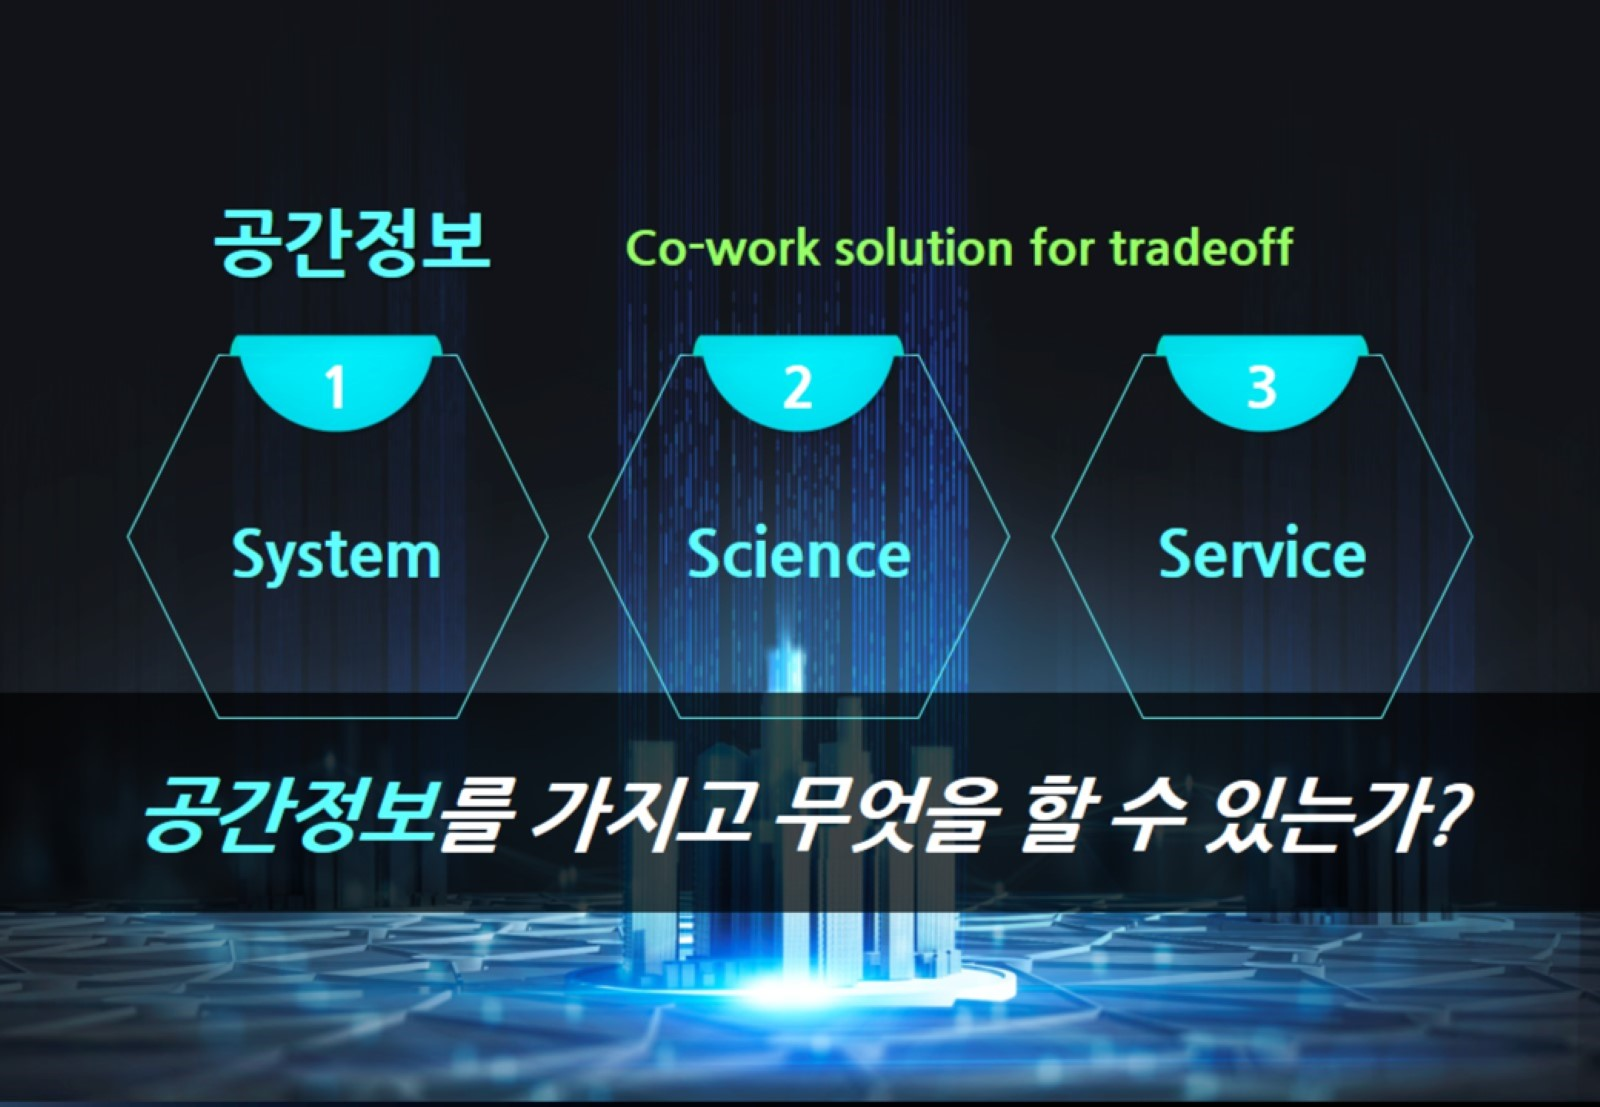 공간정보
Co-work solution for tradeoff
1
2
3
System
Science
Service
공간정보를 가지고 무엇을 할 수 있는가?